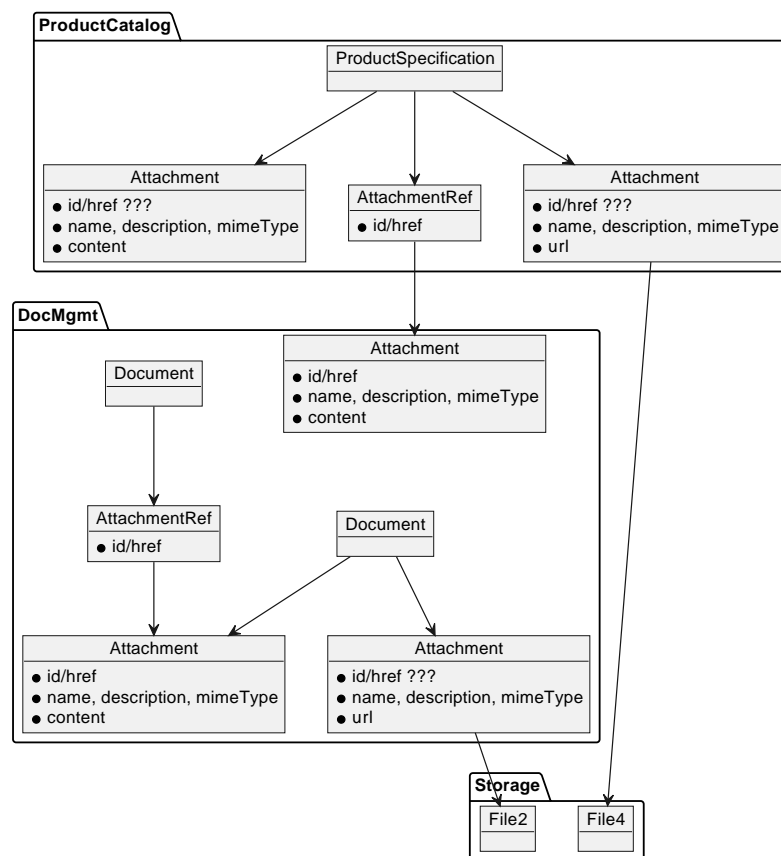 ProductCatalog
ProductSpecification
Attachment
● id/href ???
● name, description, mimeType
● content
AttachmentRef
● id/href
Attachment
● id/href ???
● name, description, mimeType
● url
DocMgmt
Attachment
● id/href
● name, description, mimeType
● content
Document
AttachmentRef
● id/href
Document
Attachment
● id/href
● name, description, mimeType
● content
Attachment
● id/href ???
● name, description, mimeType
● url
Storage
File2
File4